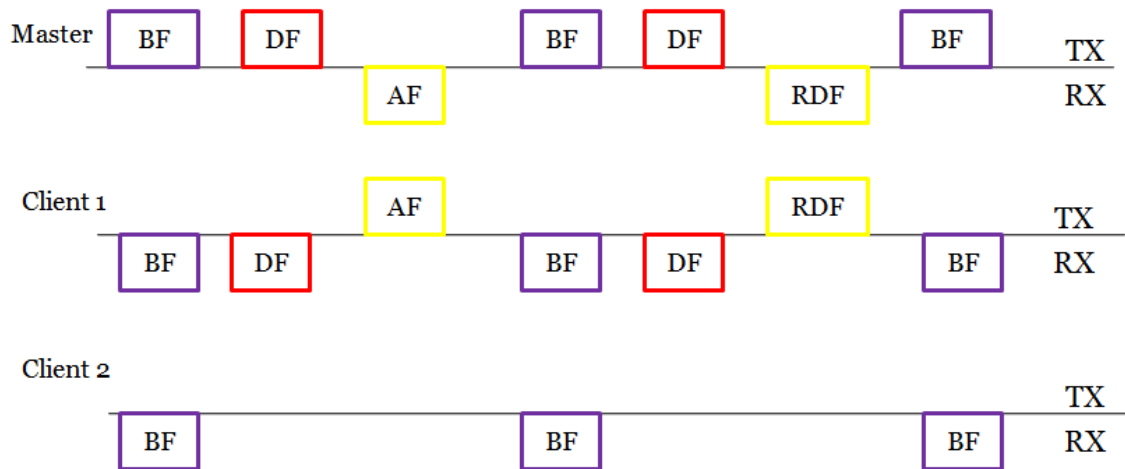 Master BF DF BF DF BF TX
AF RDF RX
Client 1 AF RDF TX
BF DF BF DF BF RX
Client 2
TX
BF BF BF RX